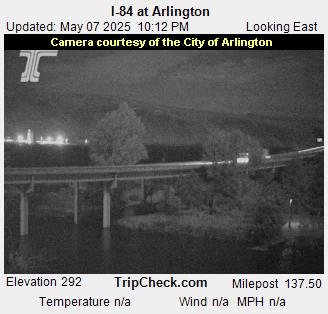 I-84 at Arlington
Updated: May 07 2025 10:12 PM Looking East
Camera courtesy of the City of Arlington
Elevation 292 TripCheck.com Milepost 137.50
Temperature n/a Wind n/a MPH n/a